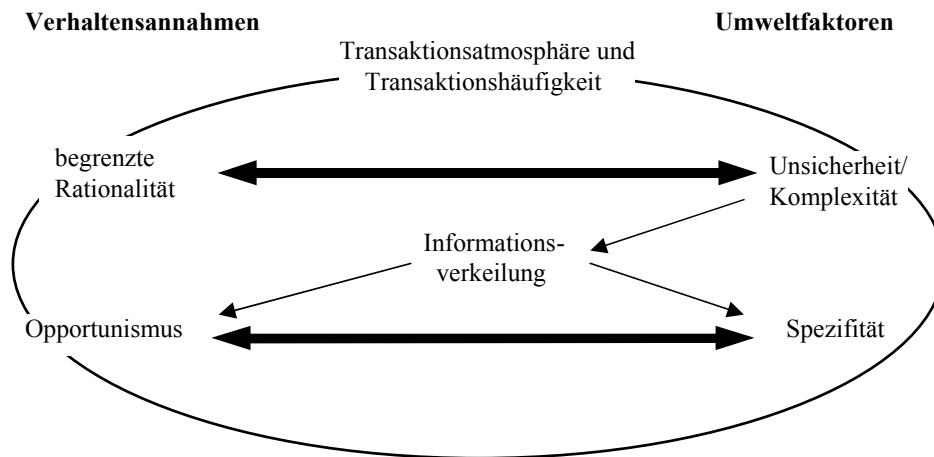 Verhaltensannahmen
Umweltfaktoren
Transaktionsatmosphäre und
Transaktionshäufigkeit
begrenzte
Rationalität
Unsicherheit/
Komplexität
Informations-
verkeilung
Opportunismus
Spezifität